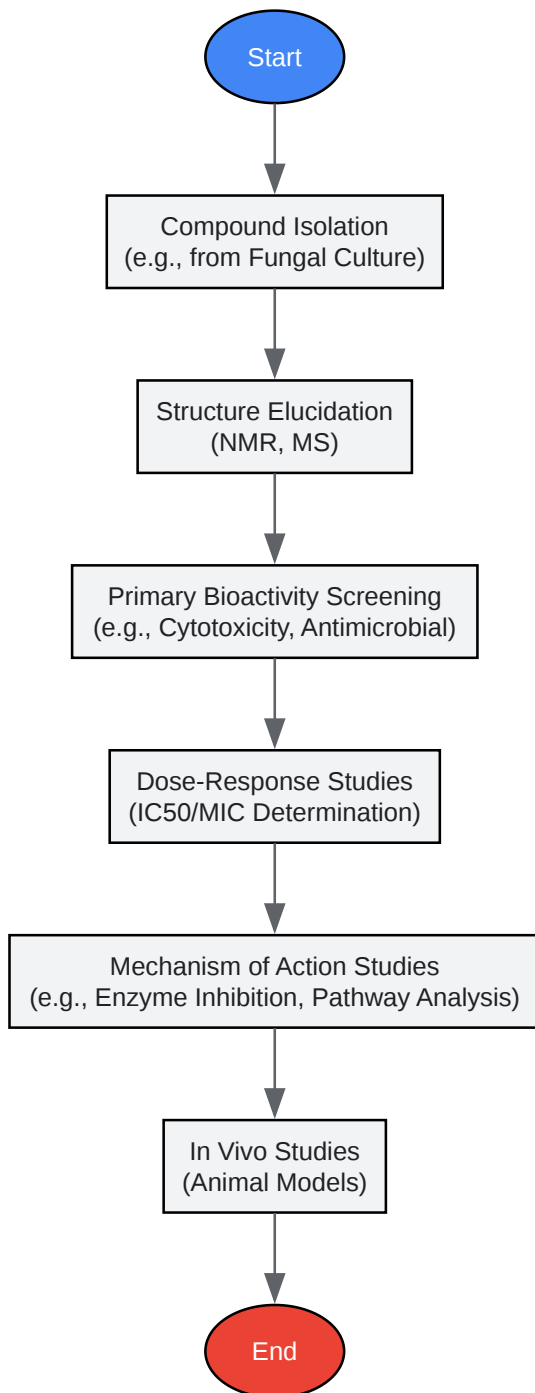 Start
Compound Isolation
(e.g., from Fungal Culture)
Structure Elucidation
(NMR, MS)
Primary Bioactivity Screening
(e.g., Cytotoxicity, Antimicrobial)
Dose-Response Studies
(IC50/MIC Determination)
Mechanism of Action Studies
(e.g., Enzyme Inhibition, Pathway Analysis)
In Vivo Studies
(Animal Models)
End